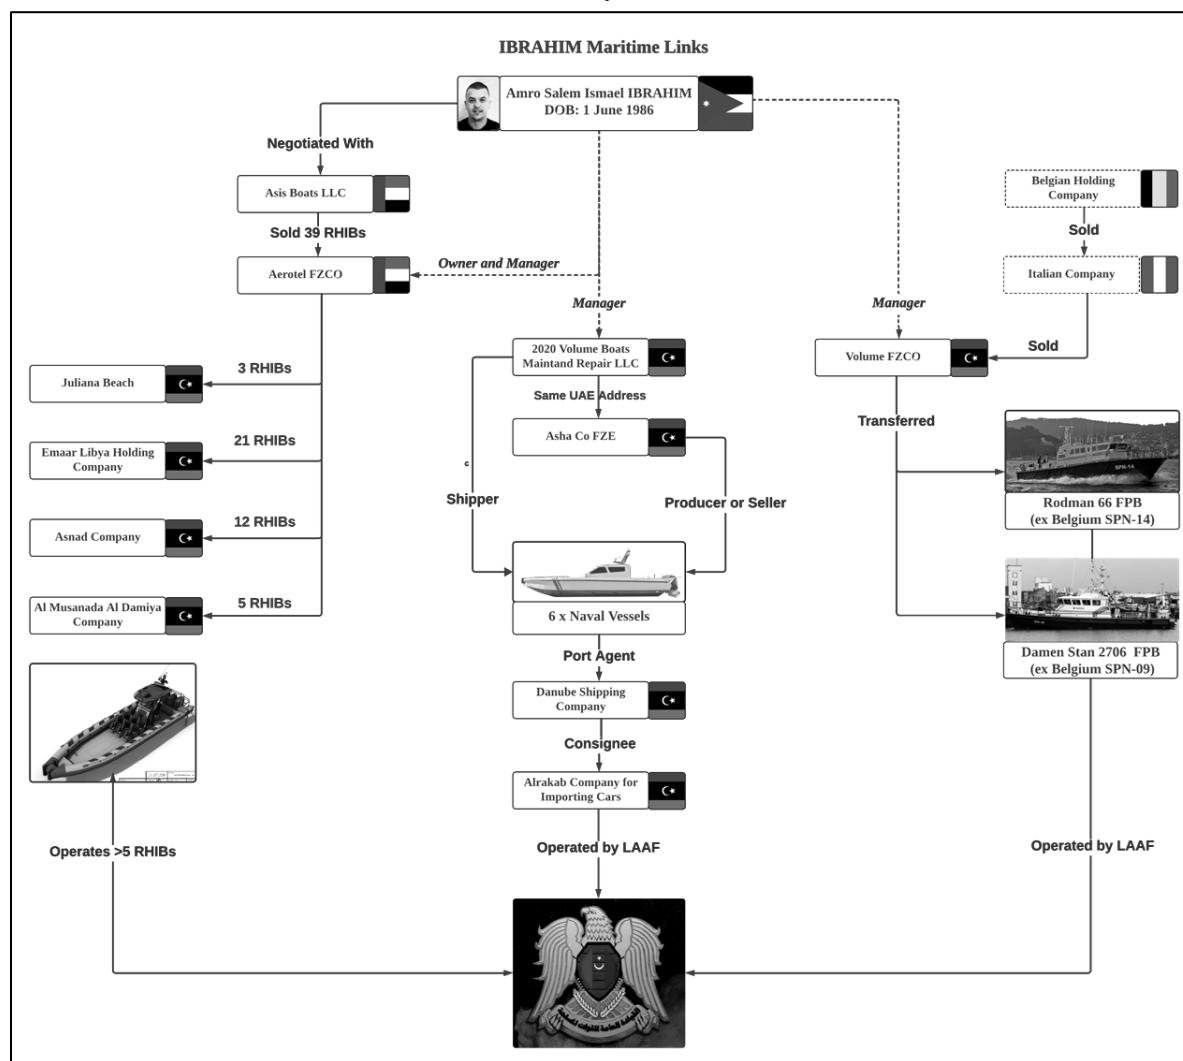 IBRAHIM Maritime Links
Amro Salem Ismael IBRAHIM
DOB: 1 June 1986
Negotiated With
Asis Boats LLC
Sold 39 RHIBs
Aerotel FZCO
Owner and Manager
3 RHIBs
Juliana Beach
21 RHIBs
Emaar Libya Holding
Company
12 RHIBs
Asnad Company
5 RHIBs
Al Musanada Al Damiya
Company
Operates >5 RHIBs
Manager
2020 Volume Boats
Maintand Repair LLC
Same UAE Address
Asha Co FZE
c
Shipper
Producer or Seller
6 x Naval Vessels
Port Agent
Danube Shipping
Company
Consignee
Alrakab Company for
Importing Cars
Operated by LAAF
القيادة العامة للقوات المسلحة
Manager
Belgian Holding
Company
Sold
Italian Company
Sold
Volume FZCO
Transferred
SPN-14
Rodman 66 FPB
(ex Belgium SPN-14)
Damen Stan 2706 FPB
(ex Belgium SPN-09)
Operated by LAAF